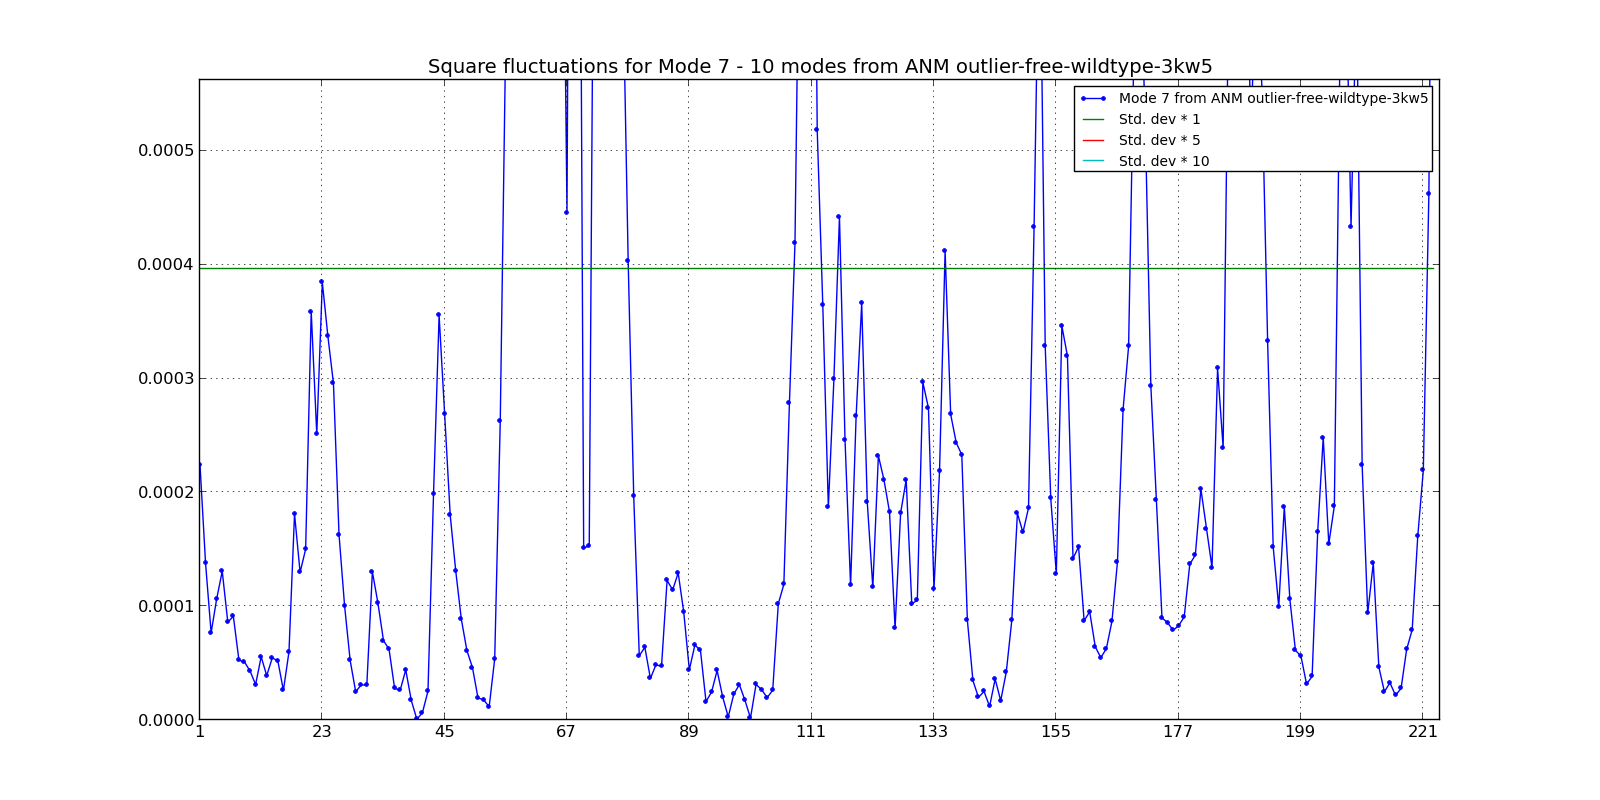 Square fluctuations for Mode 7 - 10 modes from ANM outlier-free-wildtype-3kw5
Mode 7 from ANM outlier-free-wildtype-3kw5
Std. dev * 1
Std. dev * 5
Std. dev * 10
0.0005
0.0004
0.0003
0.0002
0.0001
0.0000
1 23 45 67 89 111 133 155 177 199 221